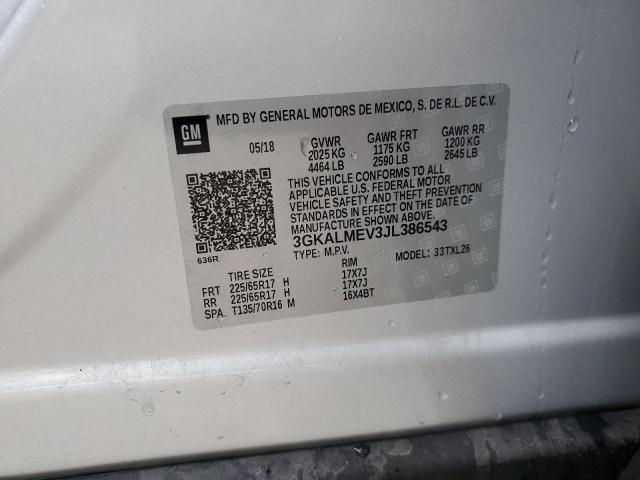 MFD BY GENERAL MOTORS DE MEXICO, S. DE R.L. DE C.V.
GM
05/18 GVWR GAWR FRT GAWR RR
2025 KG 1175 KG 1200 KG
4464 LB 2590 LB 2645 LB
THIS VEHICLE CONFORMS TO ALL
APPLICABLE U.S. FEDERAL MOTOR
VEHICLE SAFETY AND THEFT PREVENTION
STANDARDS IN EFFECT ON THE DATE OF
MANUFACTURE SHOWN ABOVE.
3GKALMEV3JL386543
636R
TYPE: M.P.V. MODEL: 33TXL26
TIRE SIZE RIM
FRT 225/65R17 H 17X7J
RR 225/65R17 H 17X7J
SPA T135/70R16 M 16X4BT